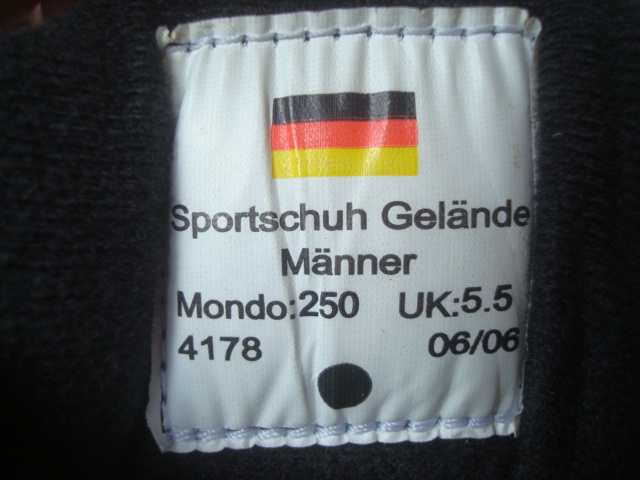 Sportschuh Gelände
Männer
Mondo:250 UK:5.5
4178 06/06